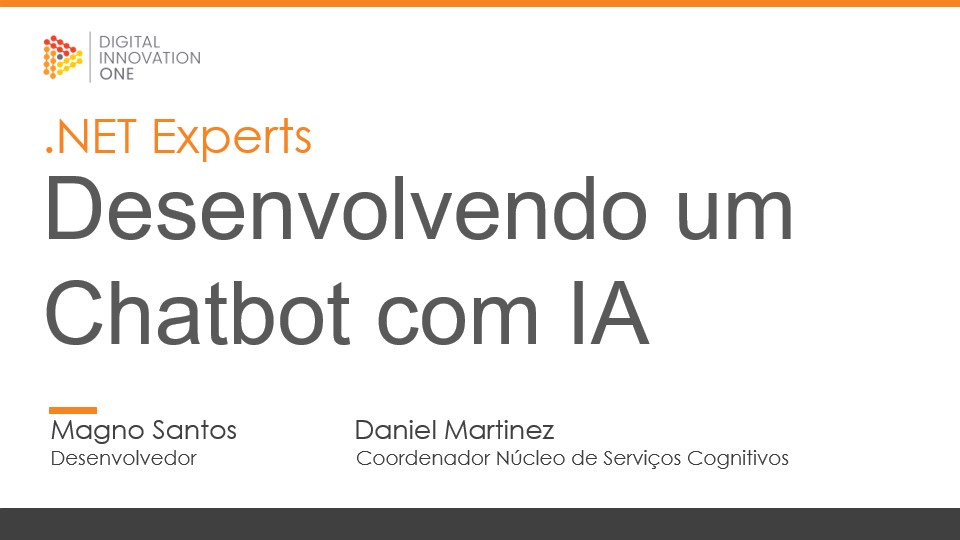 DIGITAL
INNOVATION
ONE
.NET Experts
Desenvolvendo um
Chatbot com IA
Magno Santos
Desenvolvedor
Daniel Martinez
Coordenador Núcleo de Serviços Cognitivos